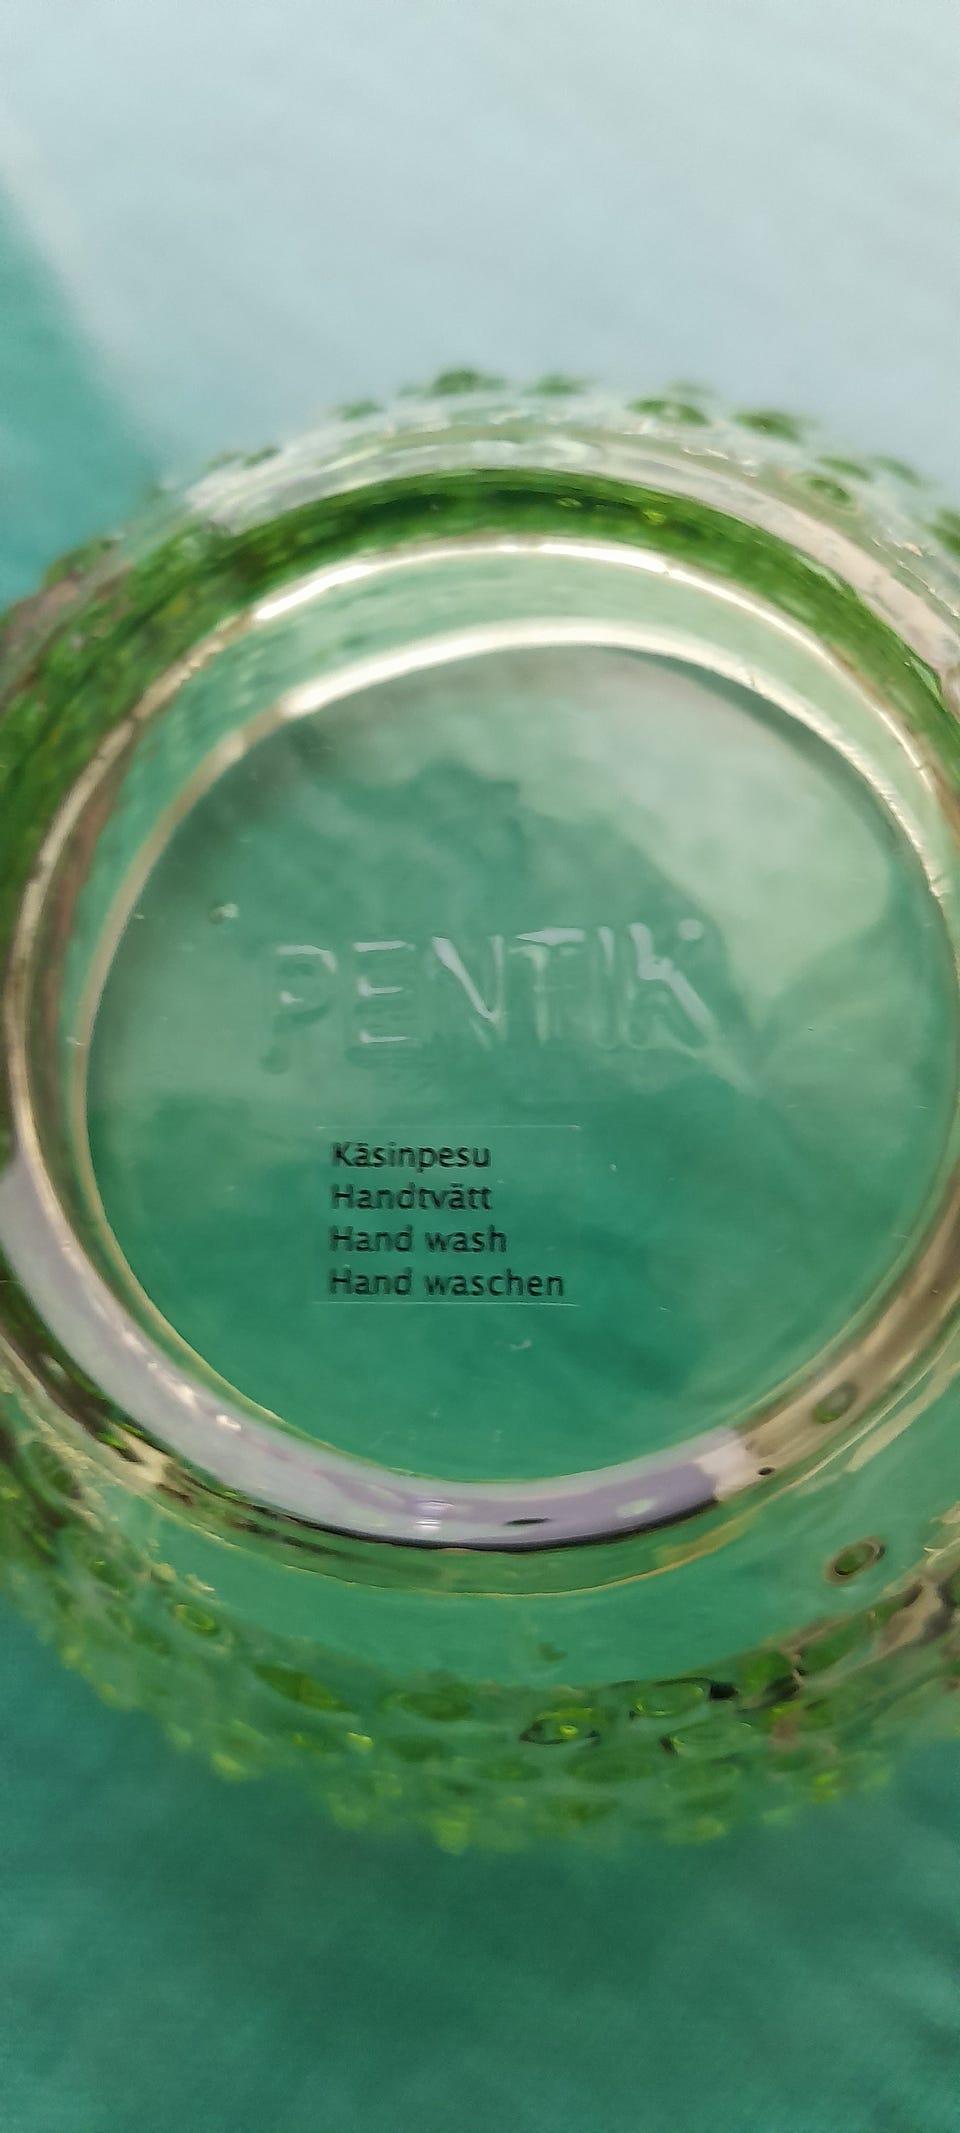 PENTIK
Käsinpesu
Handtvätt
Hand wash
Hand waschen